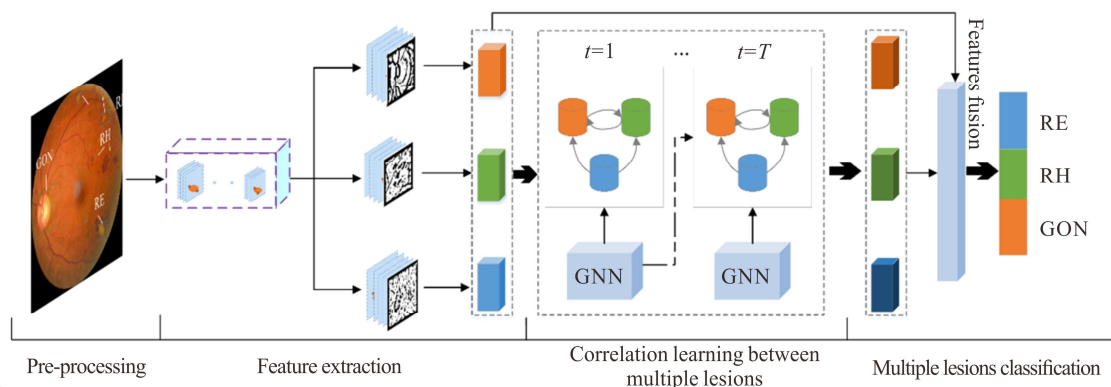 t=1
...
t=T
Features fusion
RH
GON
RE
GNN
GNN
RE
RH
GON
Pre-processing
Feature extraction
Correlation learning between
multiple lesions
Multiple lesions classification